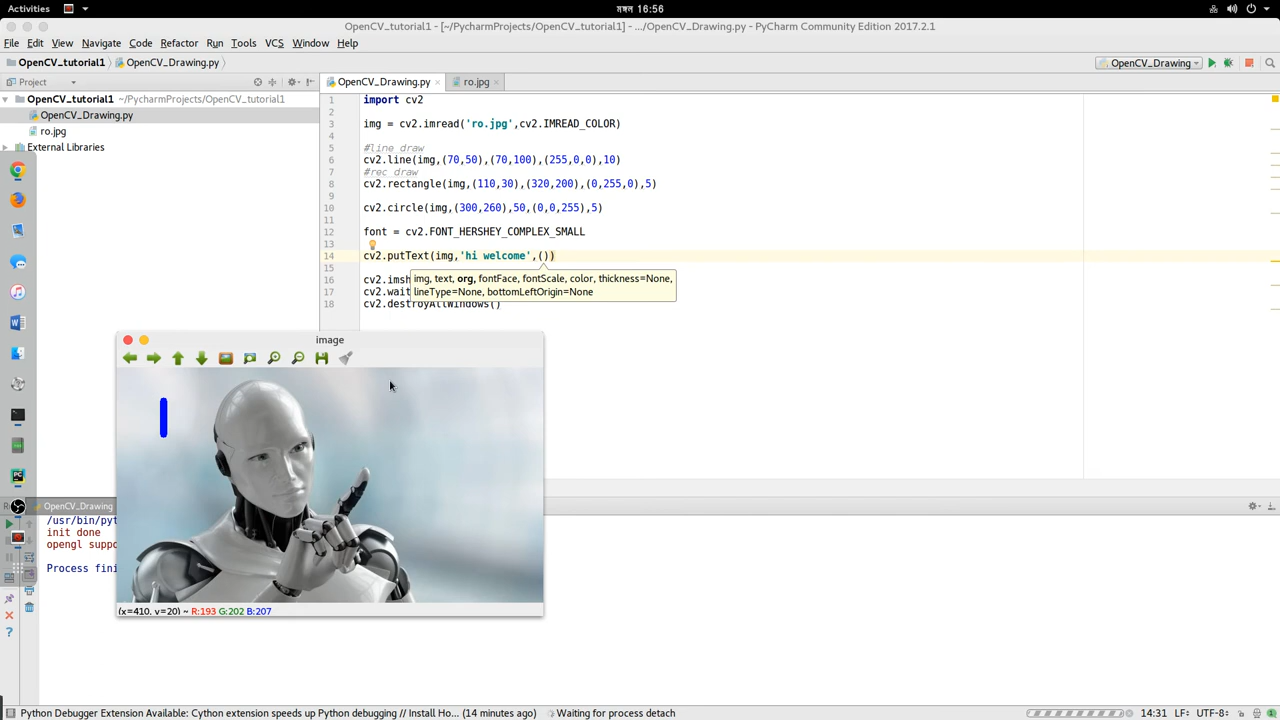 Activities
মঙ্গল 16:56
OpenCV_tutorial1 - [~/PycharmProjects/OpenCV_tutorial1] - .../OpenCV_Drawing.py - PyCharm Community Edition 2017.2.1
File Edit View Navigate Code Refactor Run Tools VCS Window Help
OpenCV_tutorial1 OpenCV_Drawing.py
OpenCV_Drawing
Project
OpenCV_Drawing.py ro.jpg
OpenCV_tutorial1 ~/PycharmProjects/OpenCV_tutorial1
OpenCV_Drawing.py
ro.jpg
External Libraries
1 import cv2
2
3 img = cv2.imread('ro.jpg',cv2.IMREAD_COLOR)
4
5 #line draw
6 cv2.line(img,(70,50),(70,100),(255,0,0),10)
7 #rec draw
8 cv2.rectangle(img,(110,30),(320,200),(0,255,0),5)
9
10 cv2.circle(img,(300,260),50,(0,0,255),5)
11
12 font = cv2.FONT_HERSHEY_COMPLEX_SMALL
13
14 cv2.putText(img,'hi welcome',())
15
img, text, org, fontFace, fontScale, color, thickness=None,
lineType=None, bottomLeftOrigin=None
16 cv2.imsh
17 cv2.wait
18 cv2.destroyAllWindows()
image
(x=410, y=20) ~ R:193 G:202 B:207
OpenCV_Drawing
/usr/bin/pyt
init done
opengl suppo
Process fini
Python Debugger Extension Available: Cython extension speeds up Python debugging // Install Ho... (14 minutes ago)
Waiting for process detach
14:31 LF÷ UTF-8÷